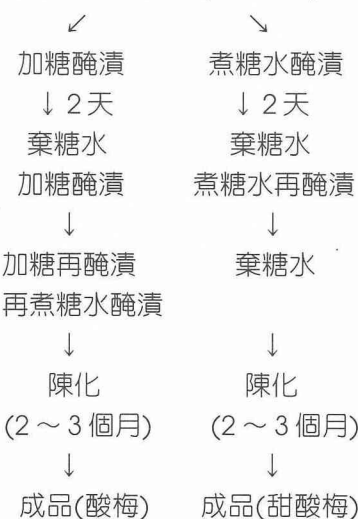 ↙ ↘
加糖醃漬 煮糖水醃漬
↓2天 ↓2天
棄糖水 棄糖水
加糖醃漬 煮糖水再醃漬
↓ ↓
加糖再醃漬 棄糖水
再煮糖水醃漬
↓ ↓
陳化 陳化
(2～3個月) (2～3個月)
↓ ↓
成品(酸梅) 成品(甜酸梅)